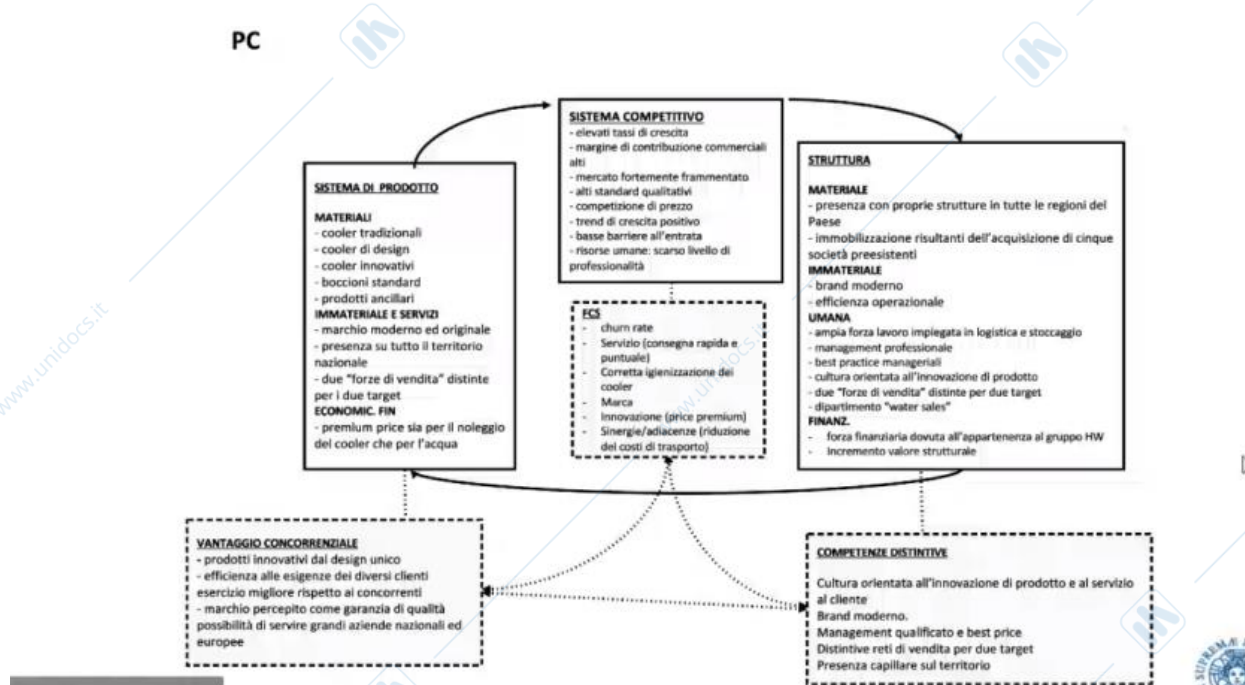 PC
SISTEMA COMPETITIVO
- elevati tassi di crescita
- margine di contribuzione commerciali
alti
- mercato fortemente frammentato
- alti standard qualitativi
- competizione di prezzo
- trend di crescita positivo
- basse barriere all'entrata
- risorse umane: scarso livello di
professionalità
SISTEMA DI PRODOTTO
MATERIALI
- cooler tradizionali
- cooler di design
- cooler innovativi
- boccioni standard
- prodotti ancillari
IMMATERIALE E SERVIZI
- marchio moderno ed originale
- presenza su tutto il territorio
nazionale
- due "forze di vendita" distinte
per i due target
ECONOMIC. FIN
- premium price sia per il noleggio
del cooler che per l'acqua
FCS
- churn rate
- Servizio (consegna rapida e
puntuale)
- Corretta igienizzazione dei
cooler
- Marca
- Innovazione (price premium)
- Sinergie/adiacenze (riduzione
dei costi di trasporto)
STRUTTURA
MATERIALE
- presenza con proprie strutture in tutte le regioni del
Paese
- immobilizzazione risultanti dell'acquisizione di cinque
società preesistenti
IMMATERIALE
- brand moderno
- efficienza operazionale
UMANA
- ampia forza lavoro impiegata in logistica e stoccaggio
- management professionale
- best practice manageriali
- cultura orientata all'innovazione di prodotto
- due "forze di vendita" distinte per due target
- dipartimento "water sales"
FINANZ.
- forza finanziaria dovuta all'appartenenza al gruppo HW
- Incremento valore strutturale
VANTAGGIO CONCORRENZIALE
- prodotti innovativi dal design unico
- efficienza alle esigenze dei diversi clienti
esercizio migliore rispetto ai concorrenti
- marchio percepito come garanzia di qualità
possibilità di servire grandi aziende nazionali ed
europee
COMPETENZE DISTINTIVE
Cultura orientata all'innovazione di prodotto e al servizio
al cliente
Brand moderno.
Management qualificato e best price
Distintive reti di vendita per due target
Presenza capillare sul territorio
www.unidocs.it
www.unidocs.it